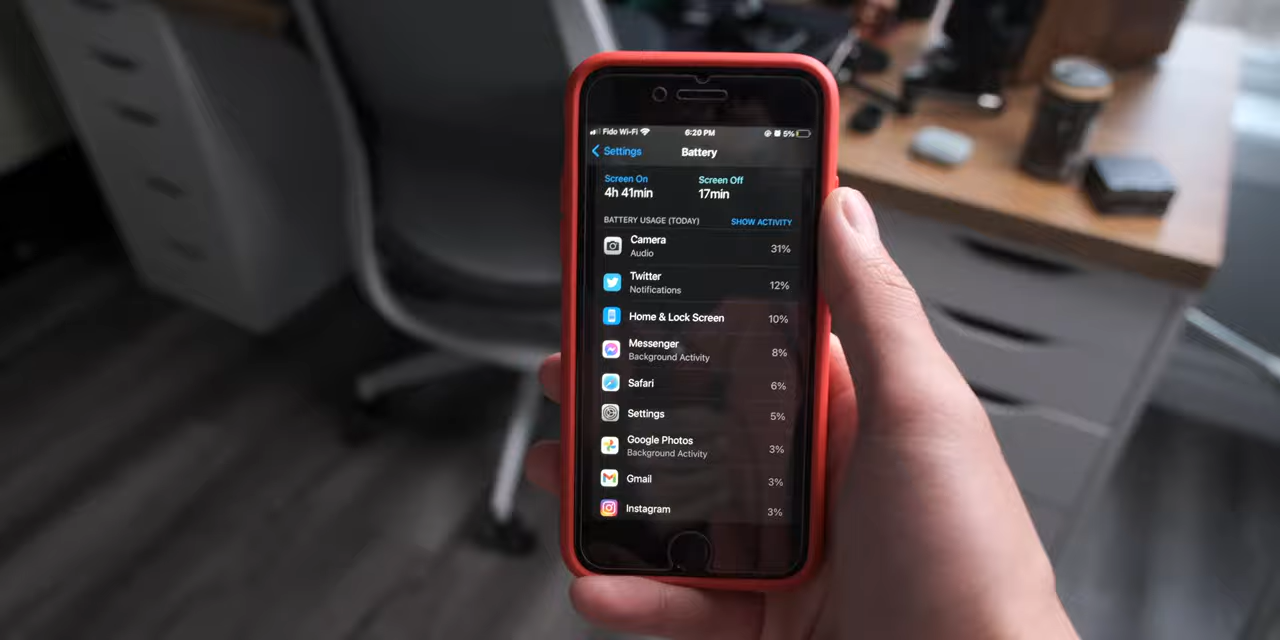 Fido Wi-Fi 6:20 PM 5%
Settings Battery
Screen On Screen Off
4h 41min 17min
BATTERY USAGE (TODAY) SHOW ACTIVITY
Camera
Audio
31%
Twitter
Notifications
12%
Home & Lock Screen 10%
Messenger
Background Activity
8%
Safari 6%
Settings 5%
Google Photos
Background Activity
3%
Gmail 3%
Instagram 3%